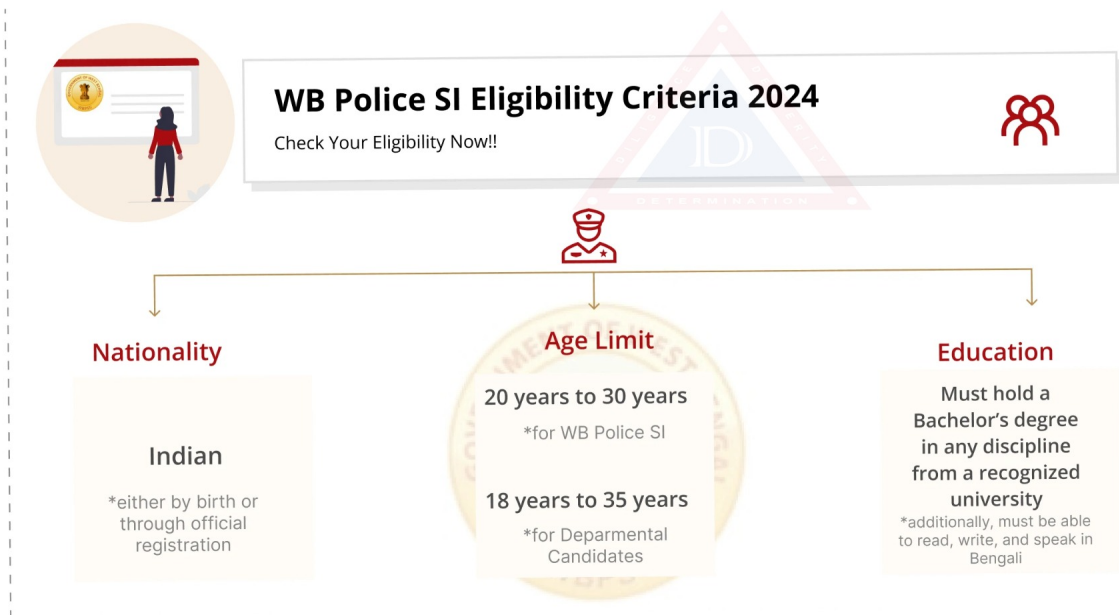 WB Police SI Eligibility Criteria 2024
Check Your Eligibility Now!!
DETERMINATION
Nationality
Indian
*either by birth or
through official
registration
Age Limit
20 years to 30 years
*for WB Police SI
18 years to 35 years
*for Deparmental
Candidates
Education
Must hold a
Bachelor's degree
in any discipline
from a recognized
university
*additionally, must be able
to read, write, and speak in
Bengali